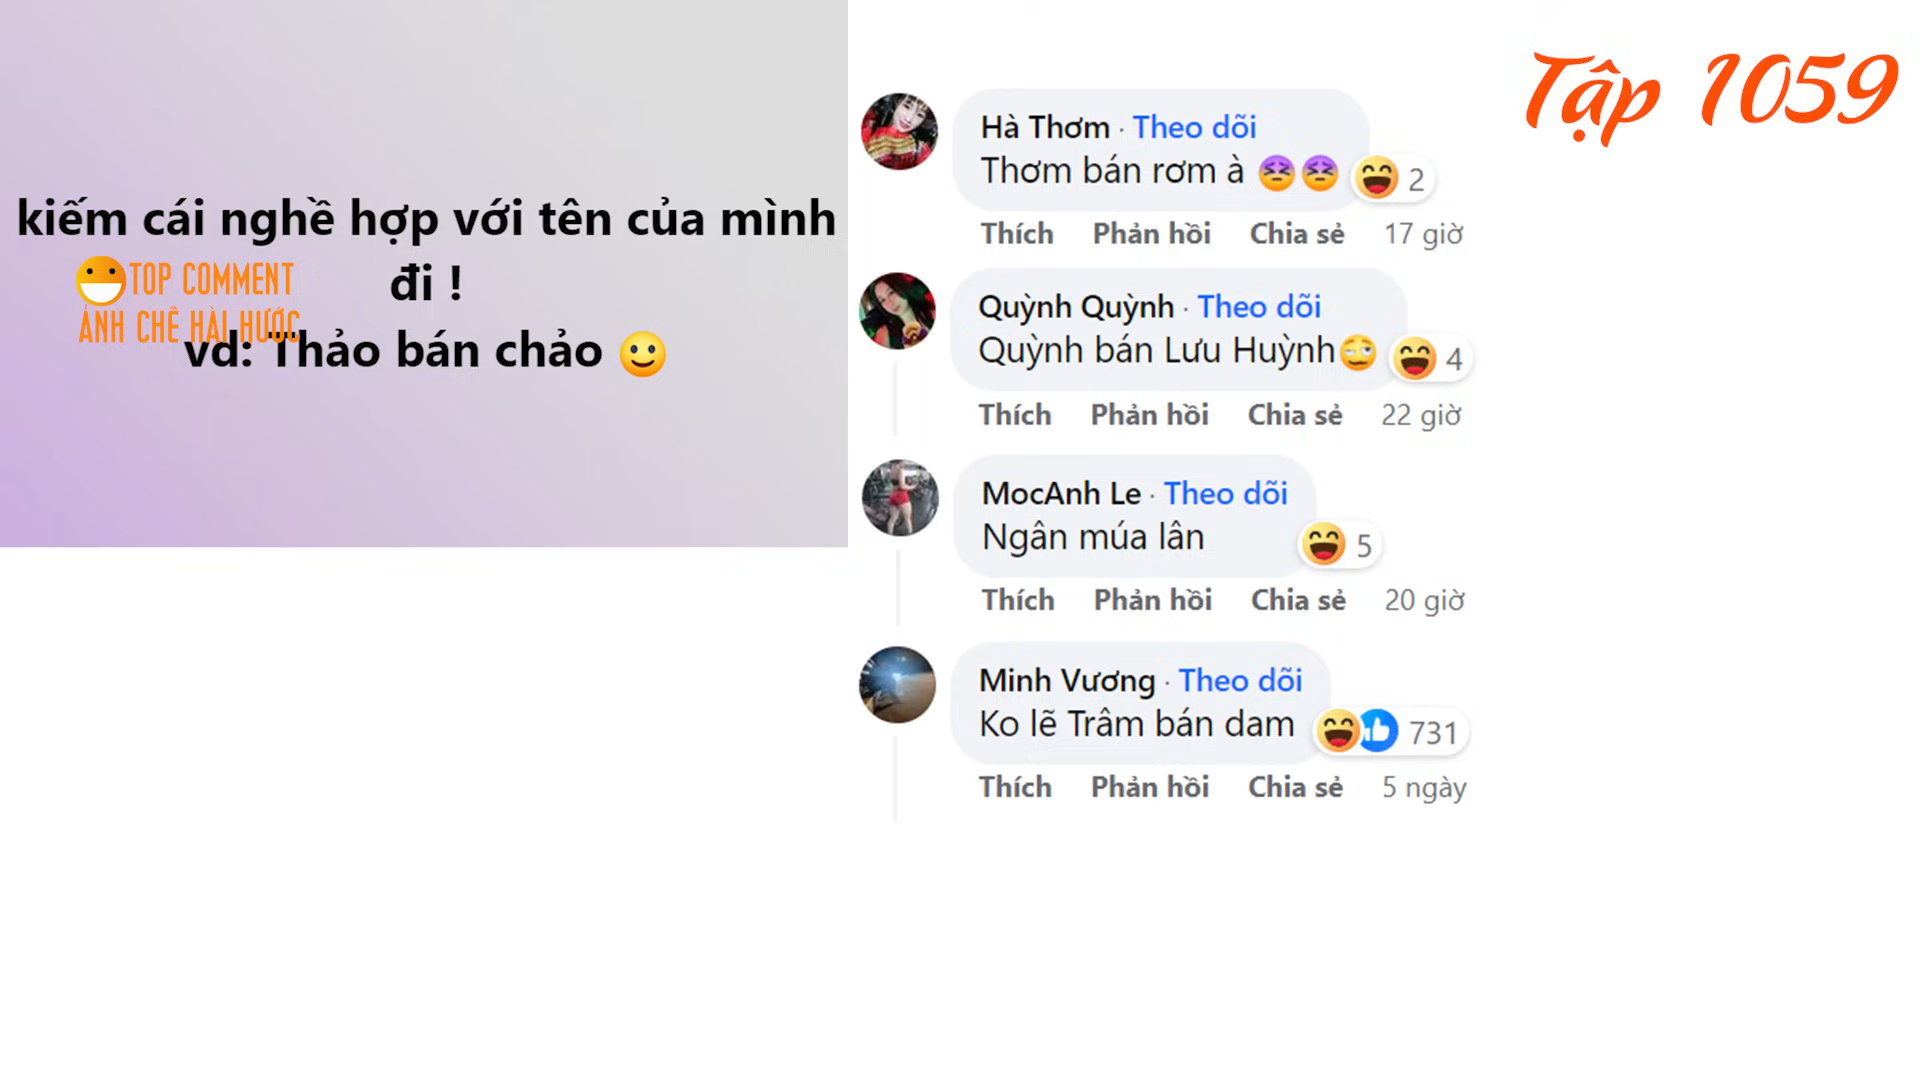 kiếm cái nghề hợp với tên của mình
đi !
vd: Thảo bán chảo
TOP COMMENT
ẢNH CHẾ HÀI HƯỚC
Tập 1059
Hà Thơm · Theo dõi
Thơm bán rơm à
2
Thích Phản hồi Chia sẻ 17 giờ
Quỳnh Quỳnh · Theo dõi
Quỳnh bán Lưu Huỳnh
4
Thích Phản hồi Chia sẻ 22 giờ
MocAnh Le · Theo dõi
Ngân múa lân
5
Thích Phản hồi Chia sẻ 20 giờ
Minh Vương · Theo dõi
Ko lẽ Trâm bán dam
731
Thích Phản hồi Chia sẻ 5 ngày